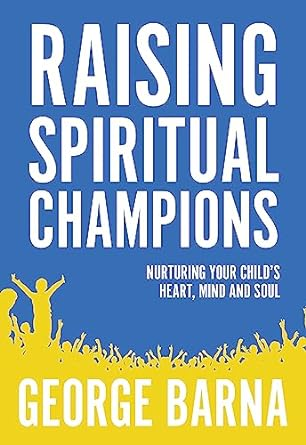 RAISING
SPIRITUAL
CHAMPIONS
NURTURING YOUR CHILD'S
HEART, MIND AND SOUL
GEORGE BARNA